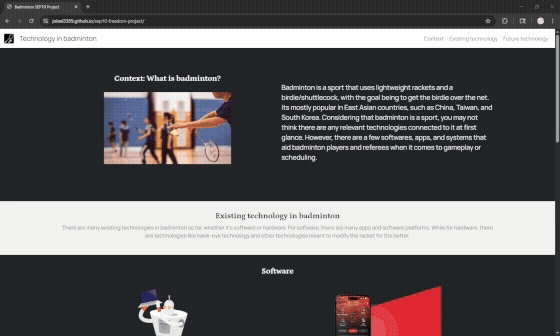 Badminton SEP10 Project
jolixil3389.github.io/sep10-freedom-project/
Technology in badminton
Context
Existing technology
Future technology
Context: What is badminton?
Badminton is a sport that uses lightweight rackets and a
birdie/shuttlecock, with the goal being to get the birdie over the net.
Its mostly popular in East Asian countries, such as China, Taiwan, and
South Korea. Considering that badminton is a sport, you may not
think there are any relevant technologies connected to it at first
glance. However, there are a few softwares, apps, and systems that
aid badminton players and referees when it comes to gameplay or
scheduling.
Existing technology in badminton
There are many existing technologies in badminton so far, whether it's software or hardware. For software, there are many apps and software platforms. While for hardware, there
are technologies like hawk-eye technology and other technologies meant to modify the racket for the better.
Software